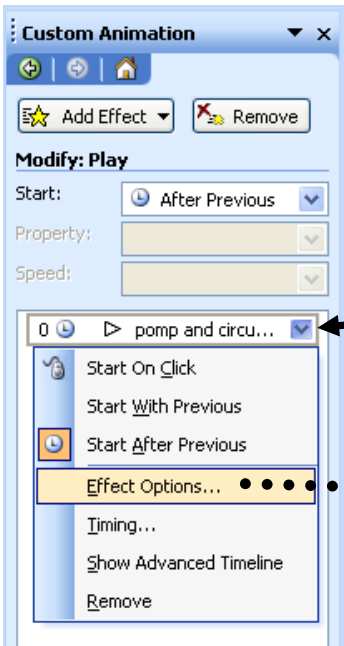 Custom Animation
Add Effect Remove
Modify: Play
Start: After Previous
Property:
Speed:
0 pomp and circu...
Start On Click
Start With Previous
Start After Previous
Effect Options...
Timing...
Show Advanced Timeline
Remove